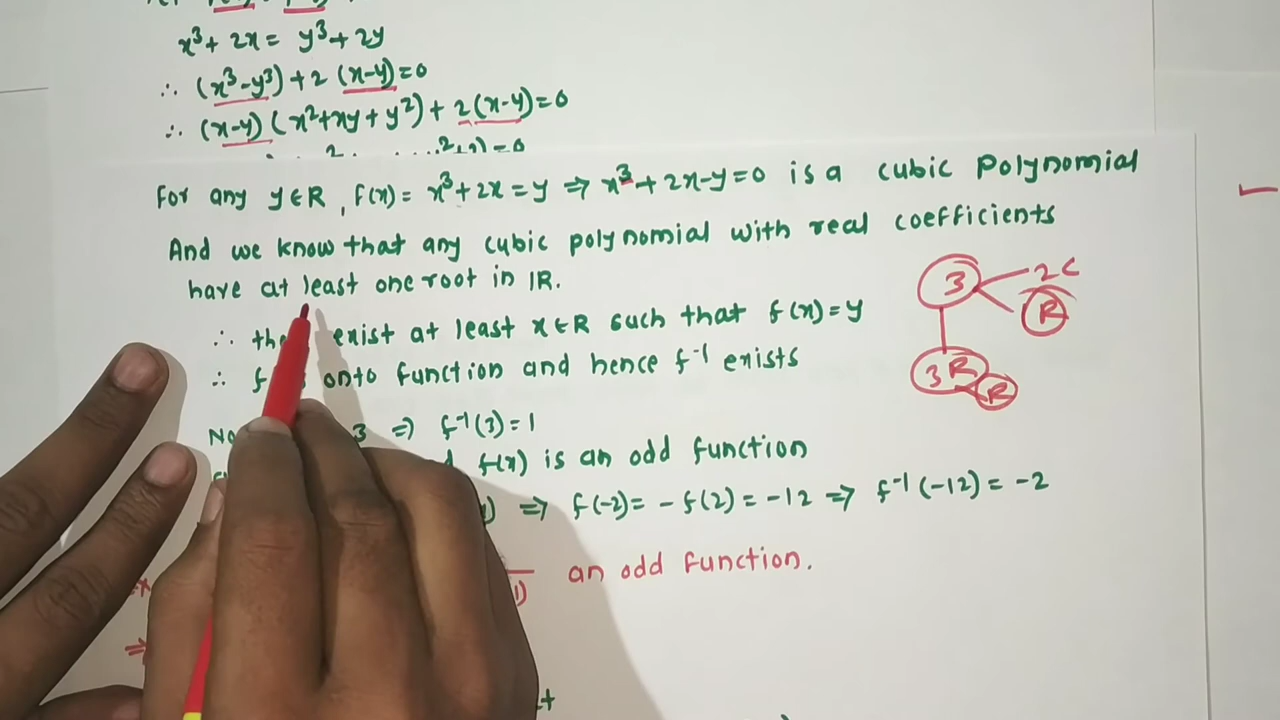 x³+ 2x = y³+ 2y
∴ (x³-y³)+2 (x-y)=0
∴ (x-y) (x²+xy+y²)+ 2(x-y)=0
For any y∈R, f(x)= x³+2x=y ⇒ x³+2x-y=0 is a cubic polynomial
And we know that any cubic polynomial with real coefficients
have at least one root in IR.
3 2C
R
∴ exist at least x∈R such that f(x)=y
∴ onto function and hence f⁻¹ exists
3R R
3 ⇒ f⁻¹(3)=1
f(x) is an odd function
⇒ f(-2)= - f(2)= -12 ⇒ f⁻¹(-12)= -2
an odd function.